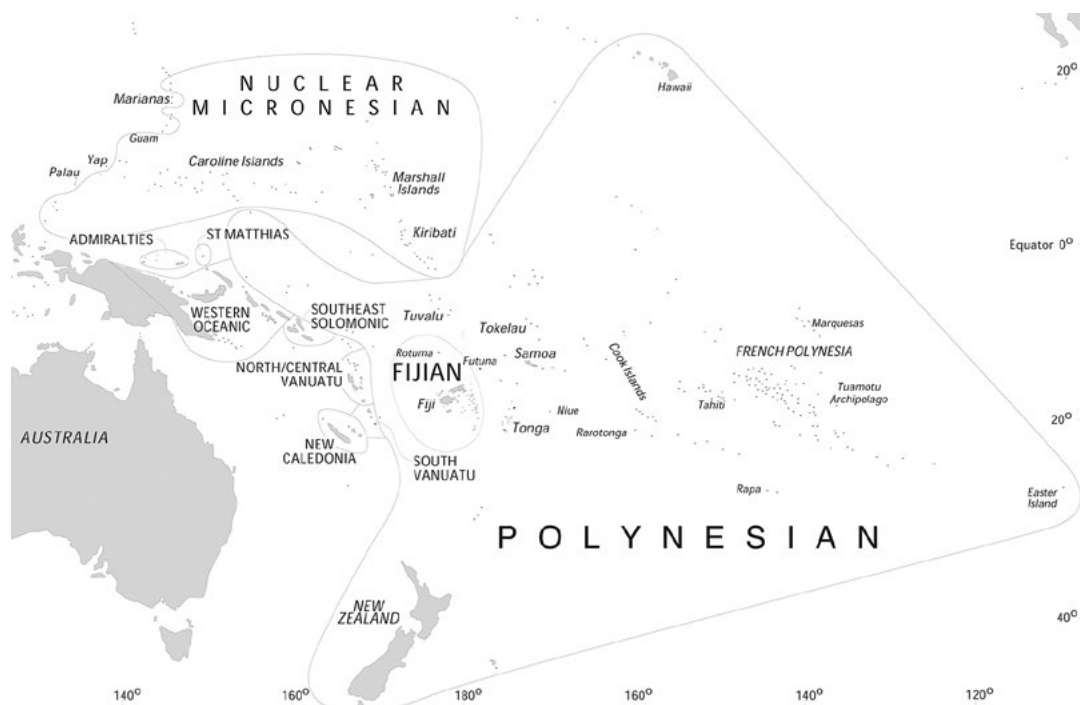 20°
NUCLEAR
MICRONESIAN
Hawaii
Marianas
Guam
Yap
Palau
Caroline Islands
Marshall
Islands
Kiribati
ADMIRALTIES
ST MATTHIAS
Equator 0°
WESTERN
OCEANIC
SOUTHEAST
SOLOMONIC
Tuvalu
Tokelau
Marquesas
NORTH/CENTRAL
VANUATU
Rotuma
Futuna
Samoa
FRENCH POLYNESIA
FIJIAN
Cook Islands
Fiji
Tahiti
Tuamotu
Archipelago
Niue
Tonga
Rarotonga
20°
AUSTRALIA
NEW
CALEDONIA
SOUTH
VANUATU
Rapa
Easter
Island
POLYNESIAN
NEW
ZEALAND
40°
140°
160°
180°
160°
140°
120°